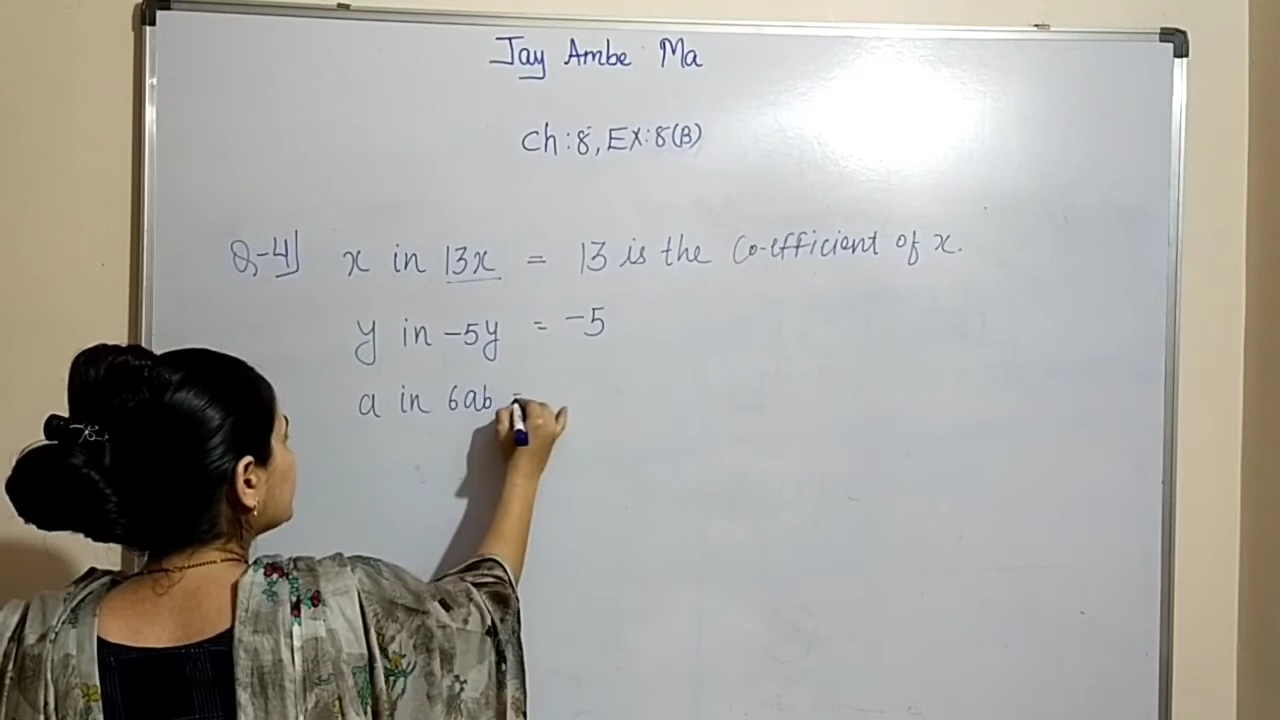 Jay Ambe Ma
Ch:8, EX:8(B)
Q-4] x in 13x = 13 is the Co-efficient of x.
y in -5y = -5
a in 6ab =